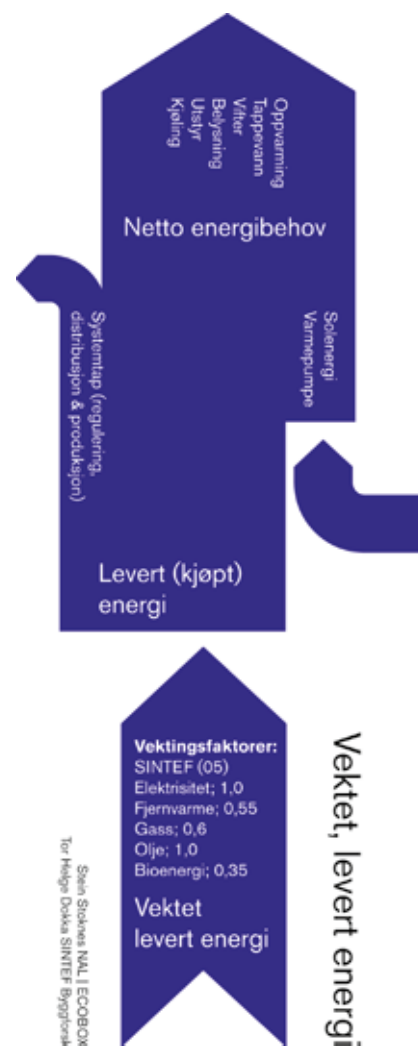 Oppvarming
Tappevann
Vifter
Belysning
Utstyr
Kjøling
Netto energibehov
Solenergi
Varmepumpe
Systemtap (regulering,
distribusjon & produksjon)
Levert (kjøpt)
energi
Vektingsfaktorer:
SINTEF (05)
Elektrisitet; 1,0
Fjernvarme; 0,55
Gass; 0,6
Olje; 1,0
Bioenergi; 0,35
Vektet
levert energi
Vektet, levert energi
Stein Stoknes NAL | ECOBOX
Tor Helge Dokka SINTEF Byggforsk